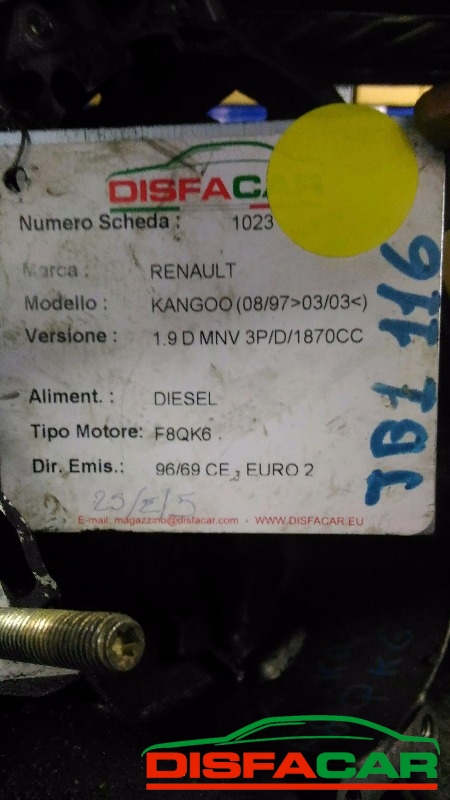 DISFACAR
Numero Scheda : 1023
Marca : RENAULT
Modello : KANGOO (08/97>03/03<)
Versione : 1.9 D MNV 3P/D/1870CC
Aliment. : DIESEL
Tipo Motore: F8QK6
Dir. Emis.: 96/69 CE, EURO 2
E-mail: magazzino@disfacar.com - WWW.DISFACAR.EU
JB1 116
DISFACAR